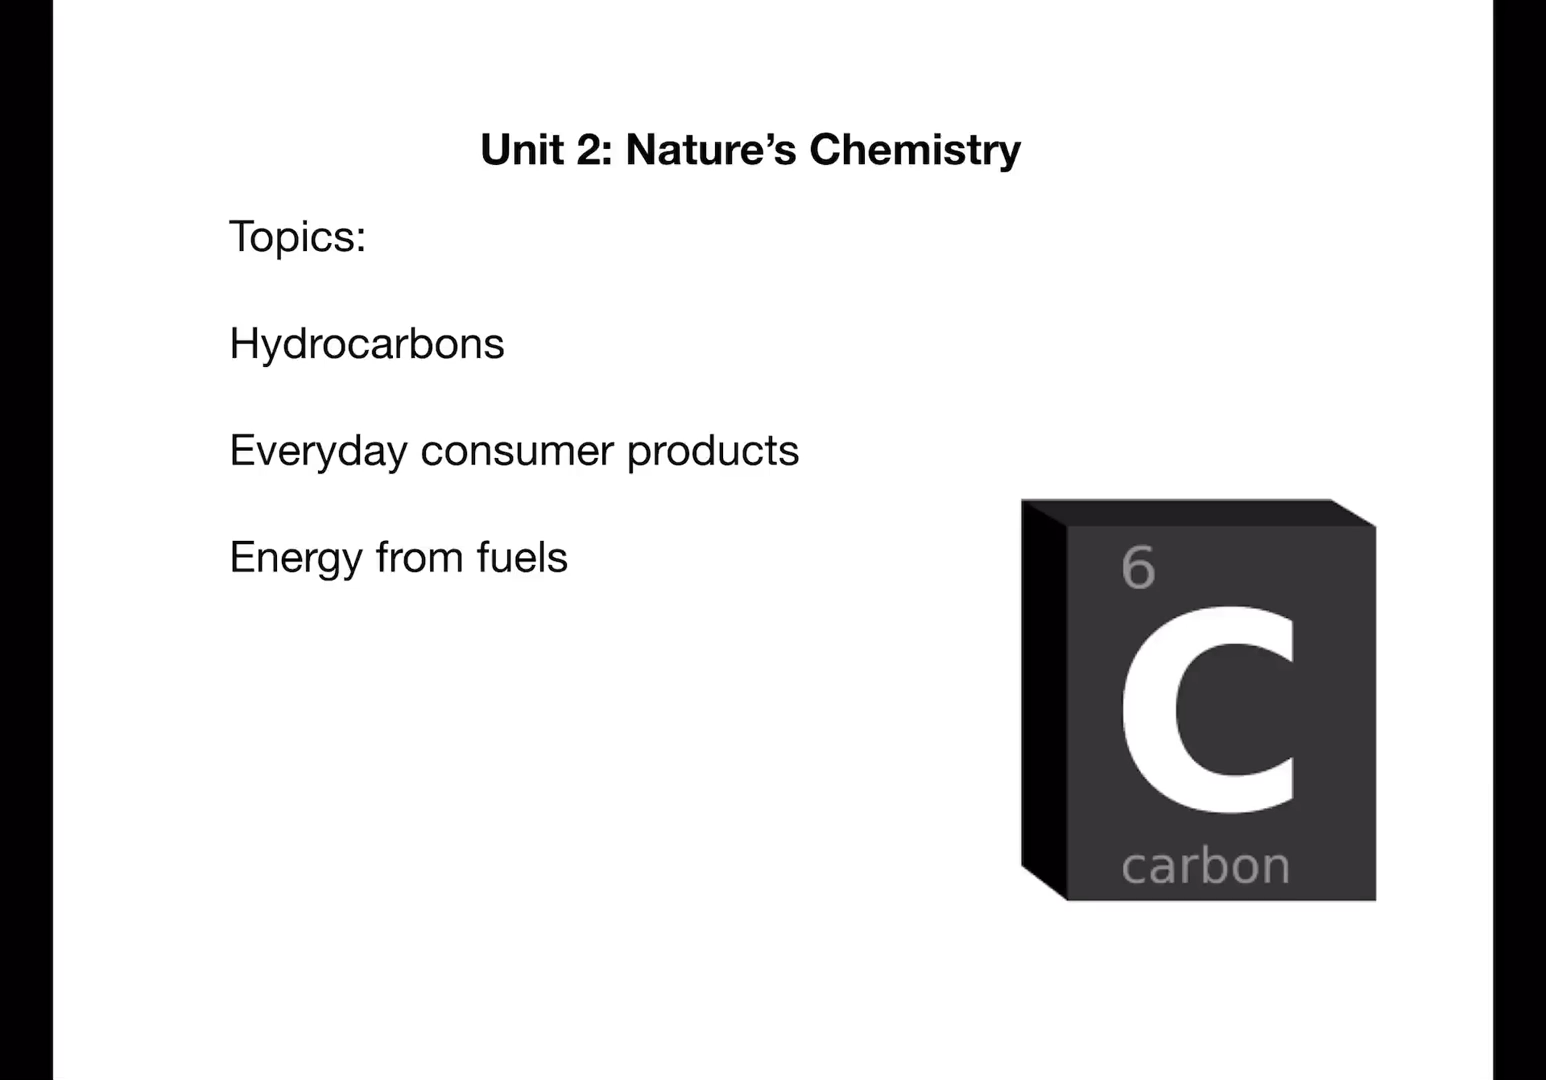 Unit 2: Nature’s Chemistry
Topics:
Hydrocarbons
Everyday consumer products
Energy from fuels
6
C
carbon